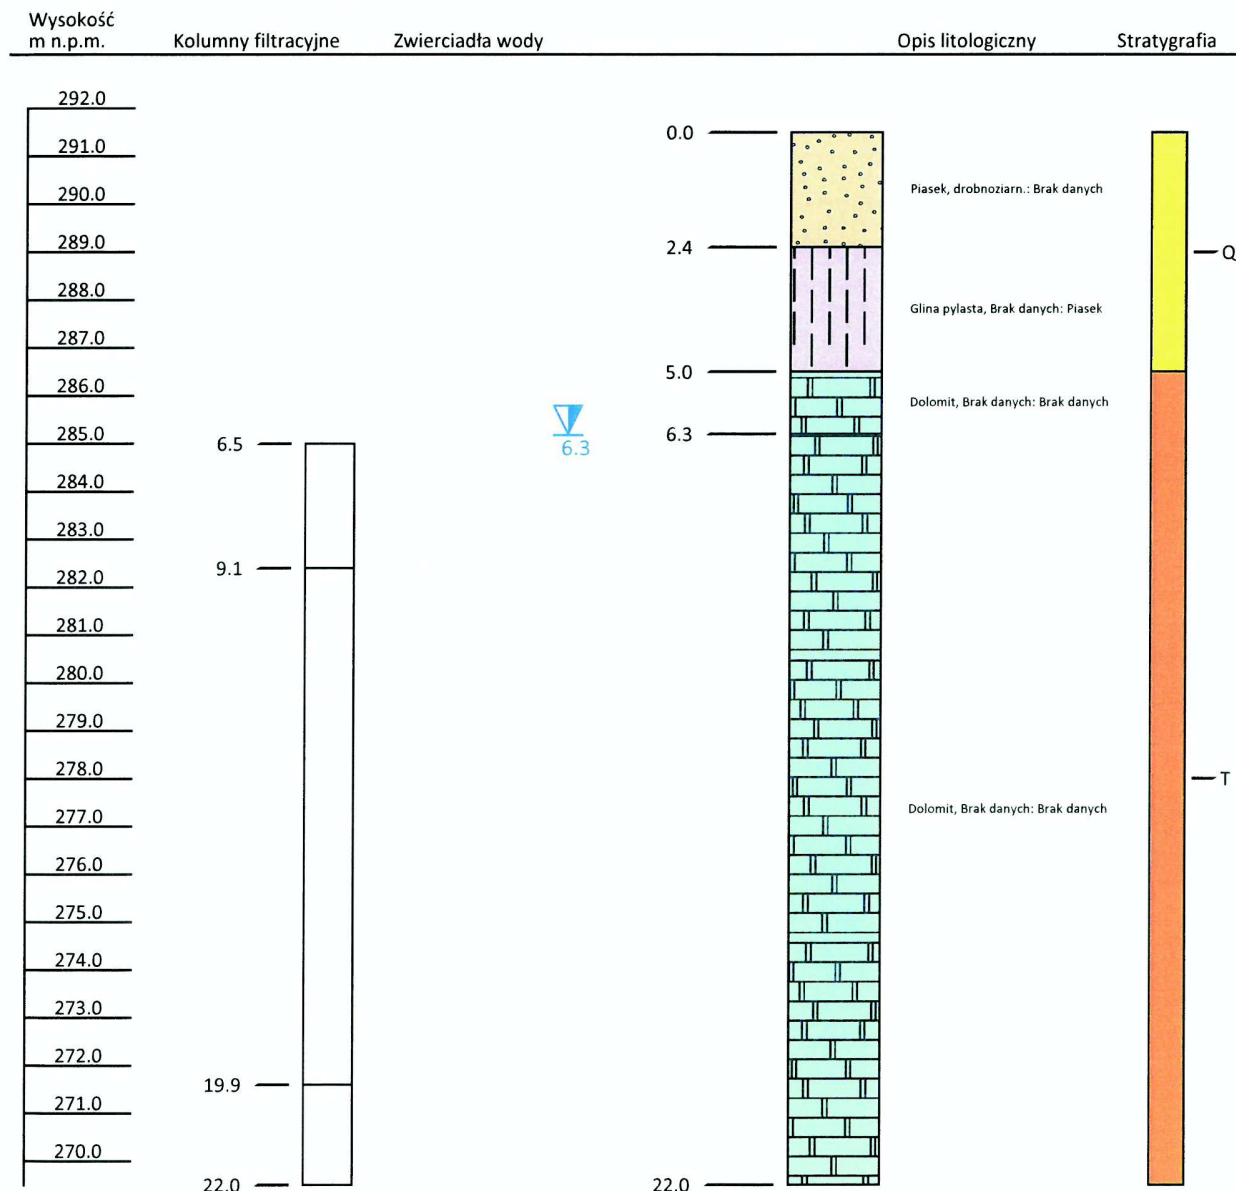 Wysokość
m n.p.m. Kolumny filtracyjne Zwierciadła wody Opis litologiczny Stratygrafia
292.0
0.0
291.0
Piasek, drobnoziarn.: Brak danych
290.0
289.0 2.4 Q
288.0
Glina pylasta, Brak danych: Piasek
287.0
5.0
286.0 Dolomit, Brak danych: Brak danych
285.0 6.5 6.3 6.3
284.0
283.0
9.1
282.0
281.0
280.0
279.0
278.0 T
277.0 Dolomit, Brak danych: Brak danych
276.0
275.0
274.0
273.0
272.0
19.9
271.0
270.0
22.0 22.0